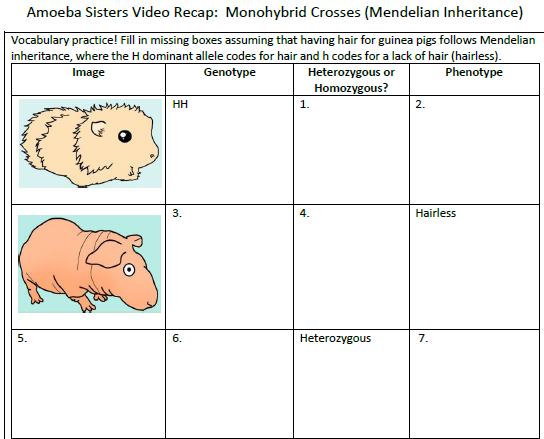 Amoeba Sisters Video Recap: Monohybrid Crosses (Mendelian Inheritance)
Vocabulary practice! Fill in missing boxes assuming that having hair for guinea pigs follows Mendelian
inheritance, where the H dominant allele codes for hair and h codes for a lack of hair (hairless).
Image
Genotype
Heterozygous or
Homozygous?
Phenotype
HH
1.
2.
3.
4.
Hairless
5.
6.
Heterozygous
7.